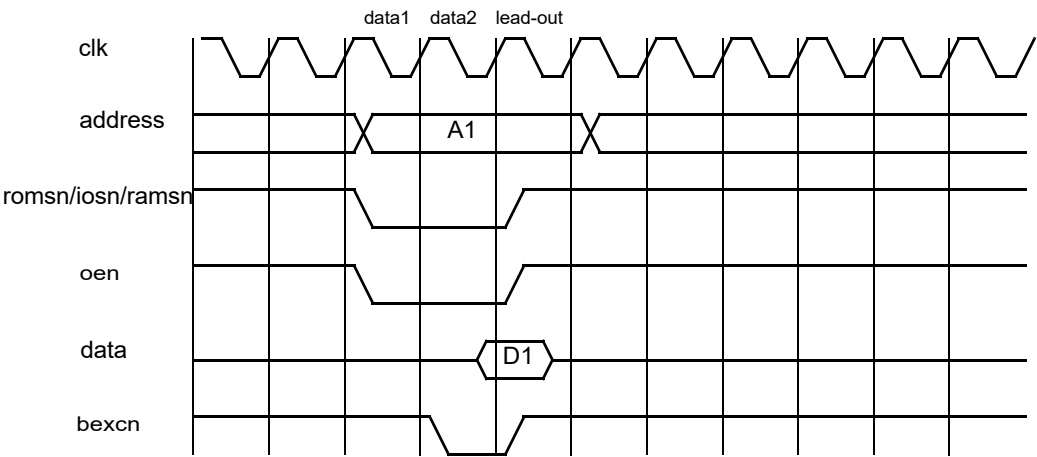 data1 data2 lead-out
clk
address
A1
romsn/iosn/ramsn
oen
data
D1
bexcn